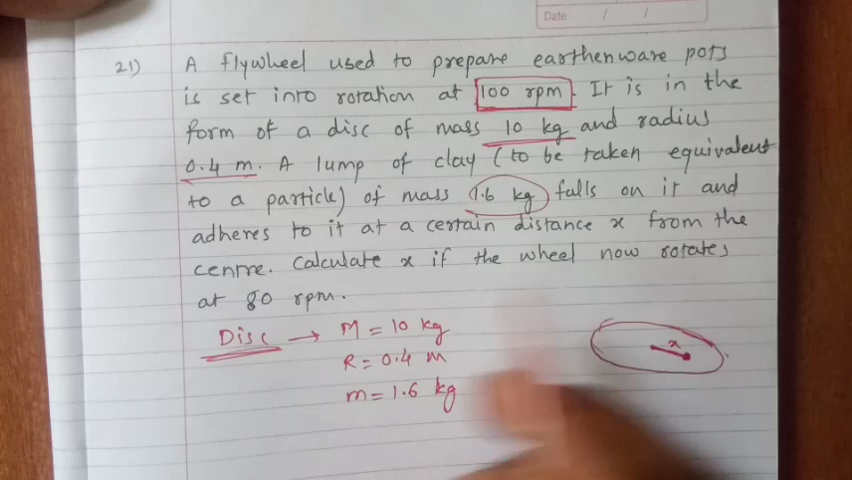 Date / /
21) A flywheel used to prepare earthenware pots
is set into rotation at 100 rpm. It is in the
form of a disc of mass 10 kg and radius
0.4 m. A lump of clay (to be taken equivalent
to a particle) of mass 1.6 kg falls on it and
adheres to it at a certain distance x from the
centre. Calculate x if the wheel now rotates
at 80 rpm.
Disc → M = 10 kg
R = 0.4 m
m = 1.6 kg
x